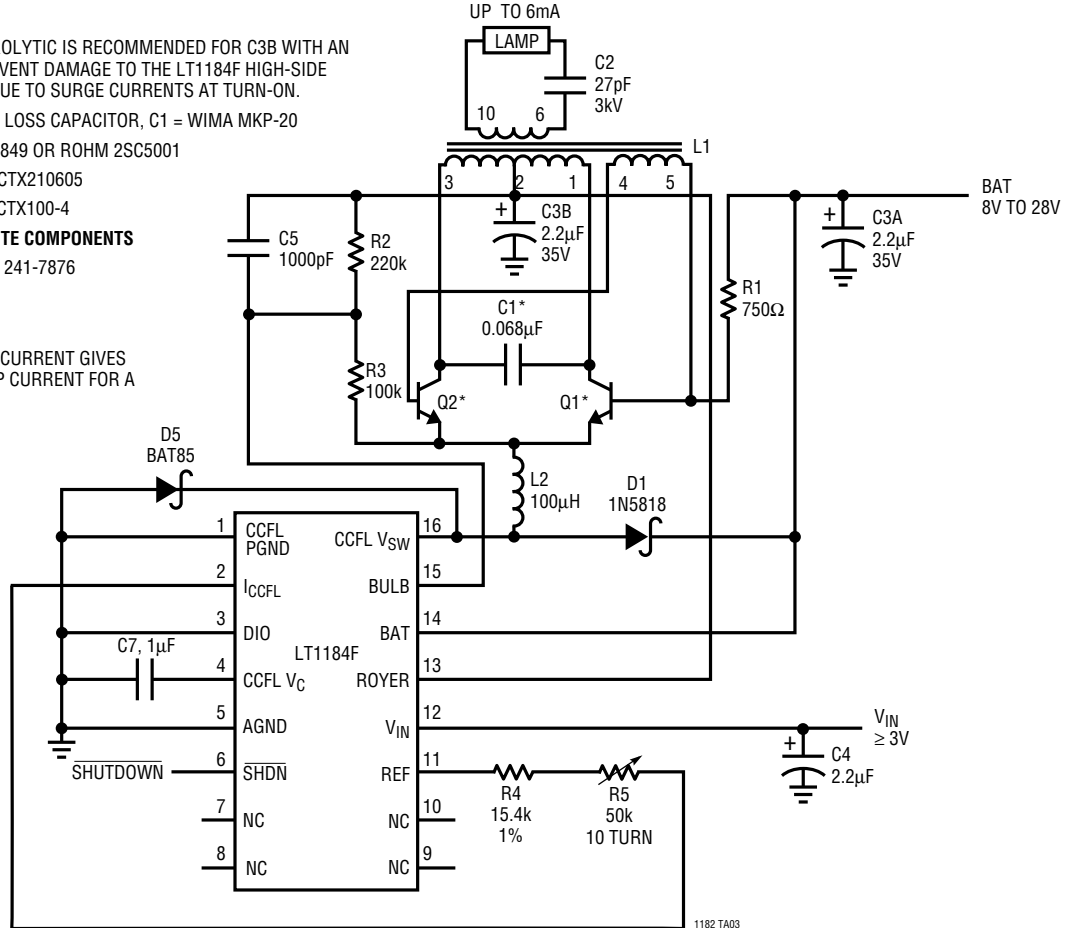 UP TO 6mA
LAMP
C2
27pF
3kV
10
6
L1
3
2
1
4
5
OLYTIC IS RECOMMENDED FOR C3B WITH AN
VENT DAMAGE TO THE LT1184F HIGH-SIDE
UE TO SURGE CURRENTS AT TURN-ON.
LOSS CAPACITOR, C1 = WIMA MKP-20
849 OR ROHM 2SC5001
CTX210605
CTX100-4
TE COMPONENTS
241-7876
CURRENT GIVES
P CURRENT FOR A
BAT
8V TO 28V
+
C3A
2.2µF
35V
+
C3B
2.2µF
35V
C5
1000pF
R2
220k
R1
750Ω
C1*
0.068µF
R3
100k
Q2*
Q1*
D5
BAT85
L2
100µH
D1
1N5818
1
CCFL
PGND
2
ICCFL
3
DIO
C7, 1µF
4
CCFL VC
5
AGND
SHUTDOWN
6
SHDN
7
NC
8
NC
LT1184F
16
CCFL VSW
15
BULB
14
BAT
13
ROYER
12
VIN
11
REF
10
NC
9
NC
VIN
≥ 3V
+
C4
2.2µF
R4
15.4k
1%
R5
50k
10 TURN
1182 TA03